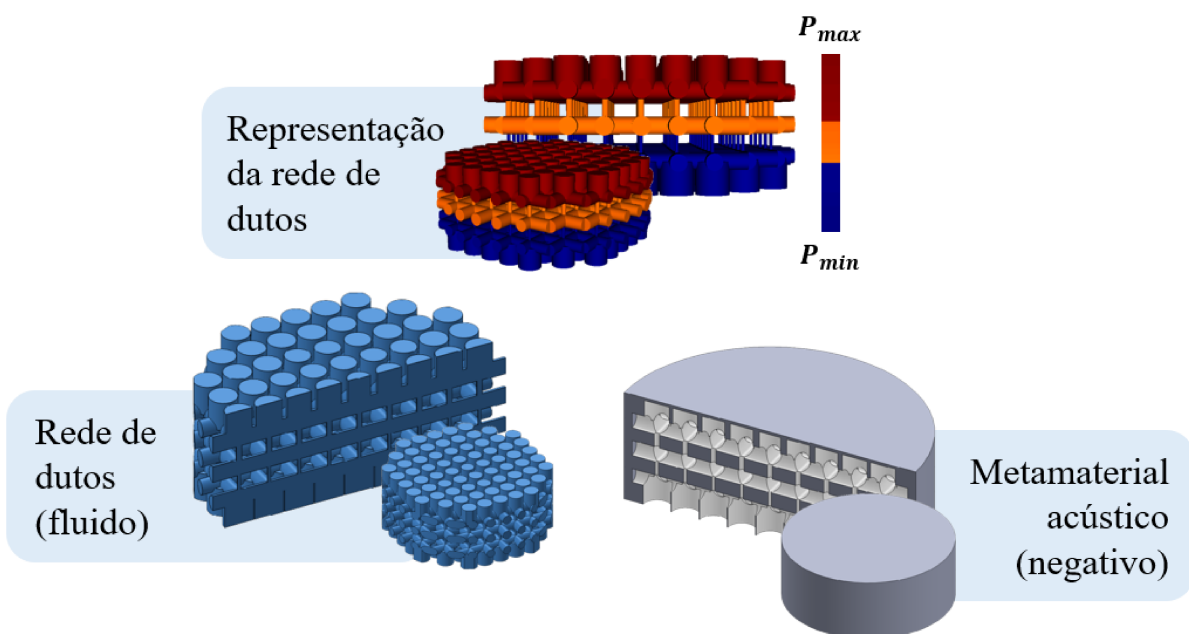 P_max
Representação
da rede de
dutos
P_min
Rede de
dutos
(fluido)
Metamaterial
acústico
(negativo)